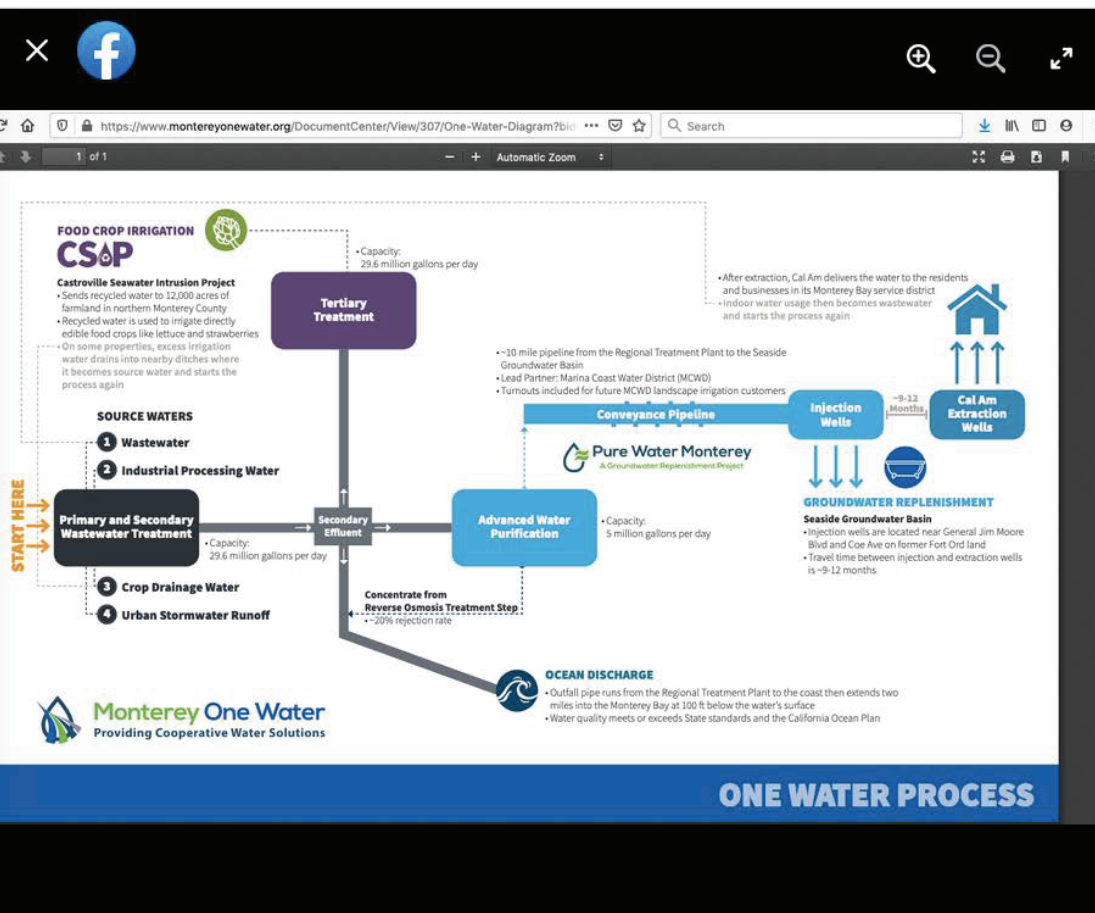 https://www.montereyonewater.org/DocumentCenter/View/307/One-Water-Diagram?bid
Search
1 of 1
Automatic Zoom
FOOD CROP IRRIGATION
CSIP
Castroville Seawater Intrusion Project
• Sends recycled water to 12,000 acres of
farmland in northern Monterey County
• Recycled water is used to irrigate directly
edible food crops like lettuce and strawberries
• On some properties, excess irrigation
water drains into nearby ditches where
it becomes source water and starts the
process again
• Capacity:
29.6 million gallons per day
Tertiary
Treatment
• After extraction, Cal Am delivers the water to the residents
and businesses in its Monterey Bay service district
• Indoor water usage then becomes wastewater
and starts the process again
• ~10 mile pipeline from the Regional Treatment Plant to the Seaside
Groundwater Basin
• Lead Partner: Marina Coast Water District (MCWD)
• Turnouts included for future MCWD landscape irrigation customers
Conveyance Pipeline
Injection
Wells
~9-12
Months
Cal Am
Extraction
Wells
Pure Water Monterey
A Groundwater Replenishment Project
SOURCE WATERS
1 Wastewater
2 Industrial Processing Water
START HERE
Primary and Secondary
Wastewater Treatment
• Capacity:
29.6 million gallons per day
3 Crop Drainage Water
4 Urban Stormwater Runoff
Secondary
Effluent
Advanced Water
Purification
• Capacity:
5 million gallons per day
GROUNDWATER REPLENISHMENT
Seaside Groundwater Basin
• Injection wells are located near General Jim Moore
Blvd and Coe Ave on former Fort Ord land
• Travel time between injection and extraction wells
is ~9-12 months
Concentrate from
Reverse Osmosis Treatment Step
• ~20% rejection rate
OCEAN DISCHARGE
• Outfall pipe runs from the Regional Treatment Plant to the coast then extends two
miles into the Monterey Bay at 100 ft below the water's surface
• Water quality meets or exceeds State standards and the California Ocean Plan
Monterey One Water
Providing Cooperative Water Solutions
ONE WATER PROCESS